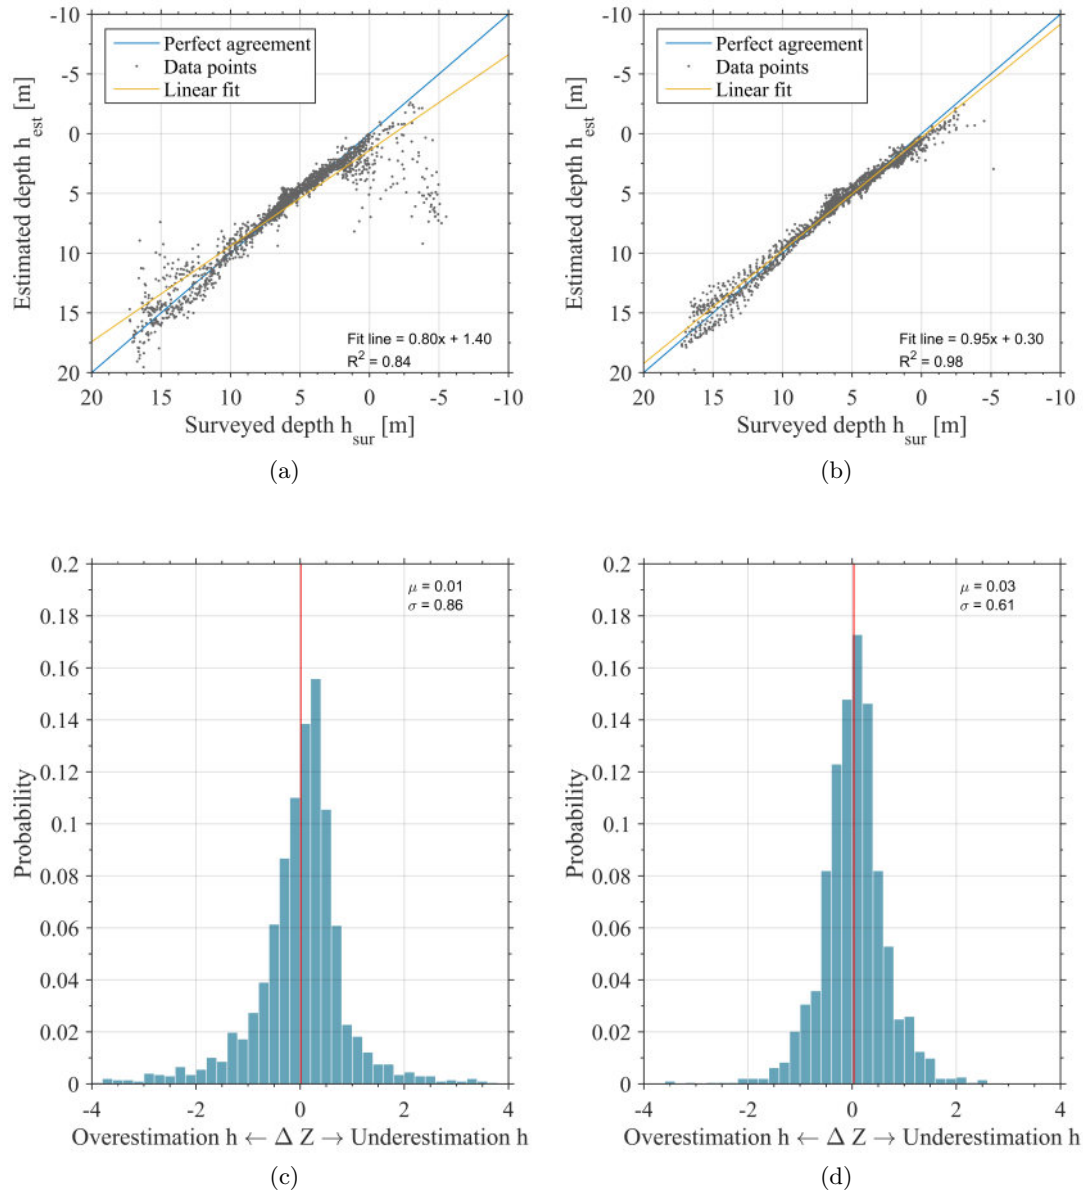 -10
-5
0
5
10
15
20
Estimated depth h_est [m]
Perfect agreement
Data points
Linear fit
Fit line = 0.80x + 1.40
R² = 0.84
20 15 10 5 0 -5 -10
Surveyed depth h_sur [m]
(a)
-10
-5
0
5
10
15
20
Estimated depth h_est [m]
Perfect agreement
Data points
Linear fit
Fit line = 0.95x + 0.30
R² = 0.98
20 15 10 5 0 -5 -10
Surveyed depth h_sur [m]
(b)
0.2
0.18
0.16
0.14
0.12
0.1
0.08
0.06
0.04
0.02
0
Probability
μ = 0.01
σ = 0.86
-4 -2 0 2 4
Overestimation h ← Δ Z → Underestimation h
(c)
0.2
0.18
0.16
0.14
0.12
0.1
0.08
0.06
0.04
0.02
0
Probability
μ = 0.03
σ = 0.61
-4 -2 0 2 4
Overestimation h ← Δ Z → Underestimation h
(d)